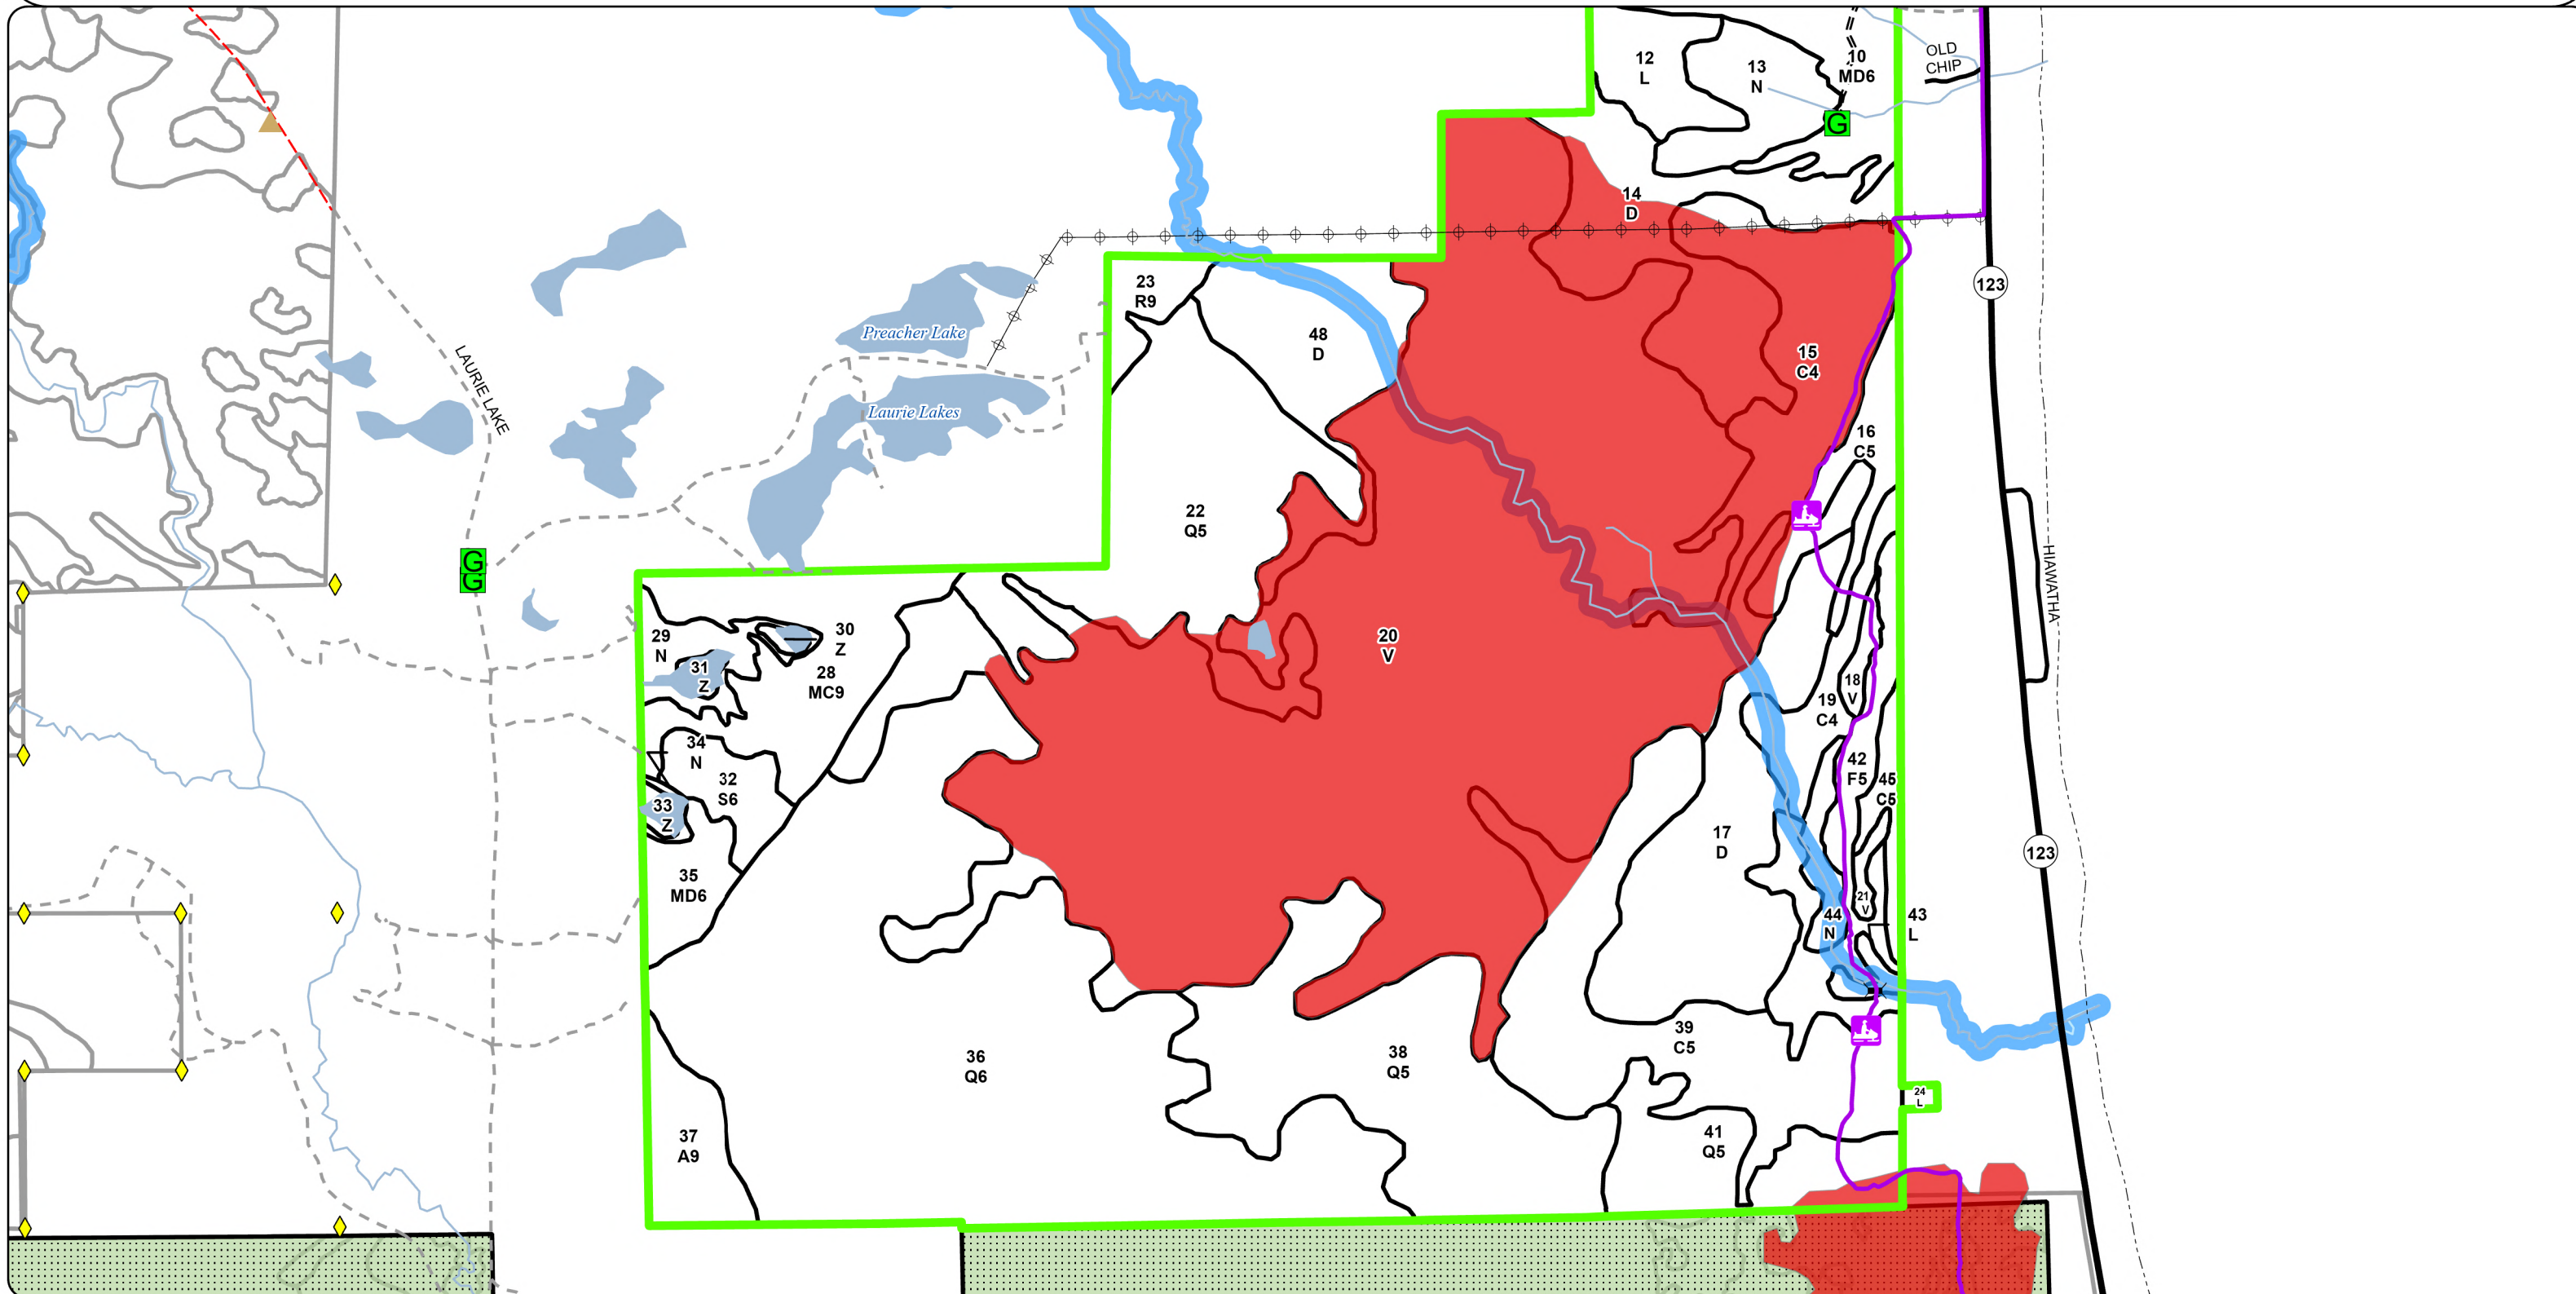 OLD
CHIP
10
MD6
12
L
13
N
G
14
D
23
R9
123
Preacher Lake
48
D
LAURIE LAKE
Laurie Lakes
15
C4
16
C5
22
Q5
G
G
HIAWATHA
29
N
30
Z
20
V
31
Z
28
MC9
18
V
19
C4
34
N
32
S6
42
F5
45
C5
33
Z
17
D
123
35
MD6
21
V
44
N
43
L
39
C5
36
Q6
38
Q5
24
L
37
A9
41
Q5